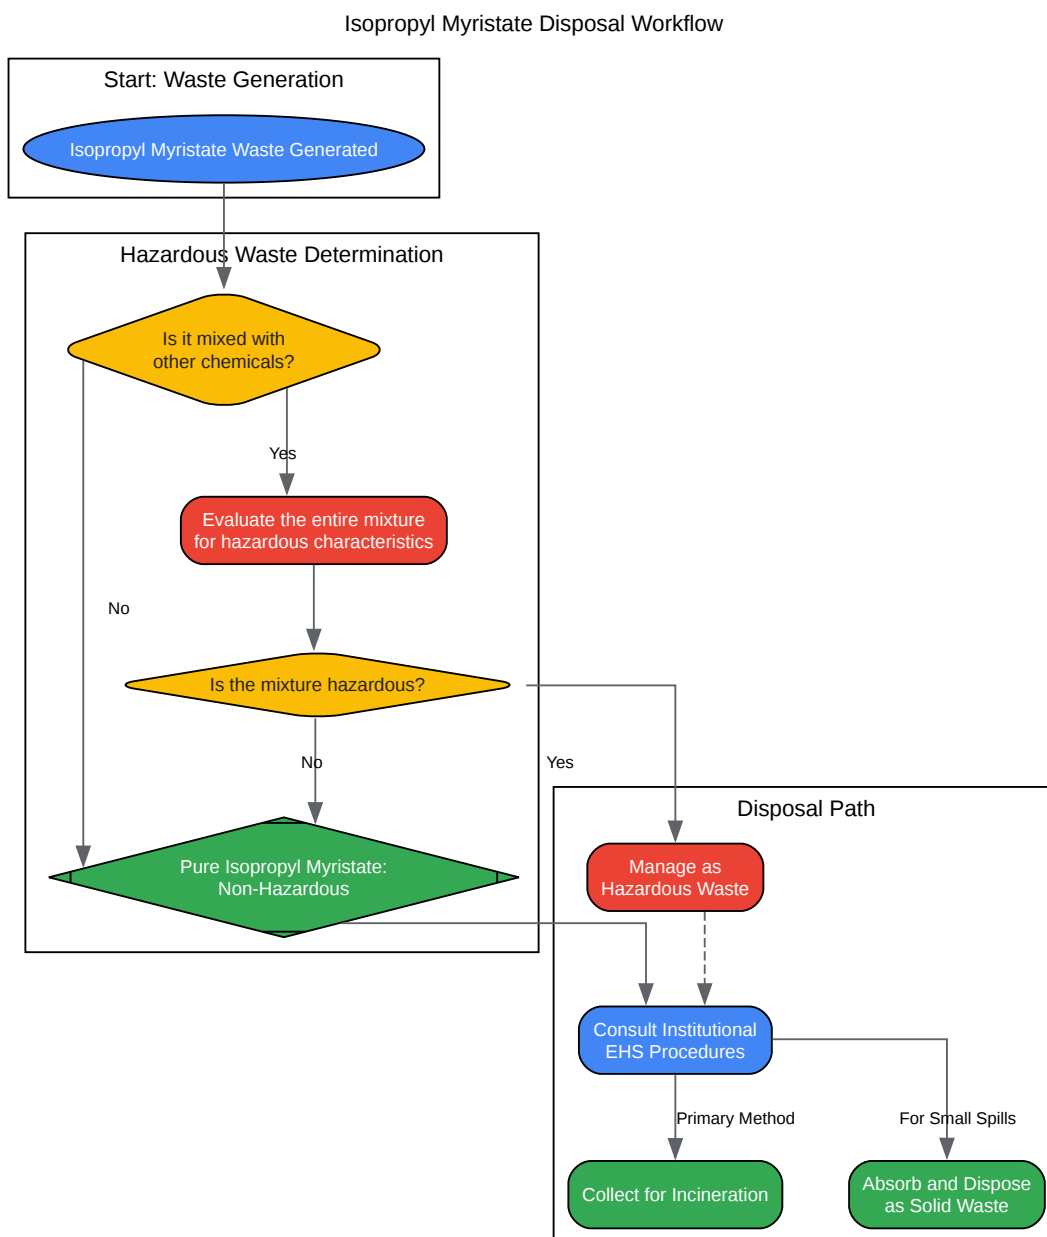 Isopropyl Myristate Disposal Workflow
Start: Waste Generation
Isopropyl Myristate Waste Generated
Hazardous Waste Determination
Is it mixed with
other chemicals?
Yes
Evaluate the entire mixture
for hazardous characteristics
No
Is the mixture hazardous?
No
Yes
Pure Isopropyl Myristate:
Non-Hazardous
Disposal Path
Manage as
Hazardous Waste
Consult Institutional
EHS Procedures
Primary Method
For Small Spills
Collect for Incineration
Absorb and Dispose
as Solid Waste